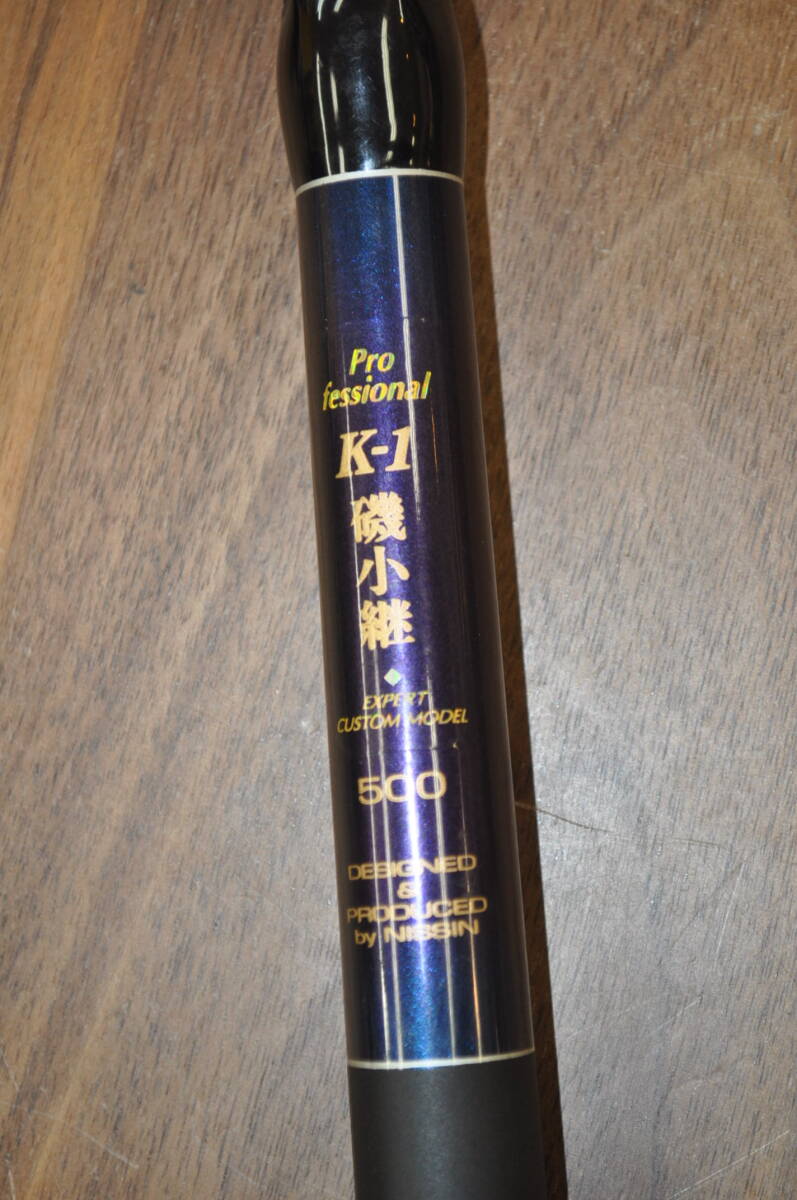 Pro
fessional
K-1
磯小継
EXPERT
CUSTOM MODEL
500
DESIGNED
&
PRODUCED
by NISSIN